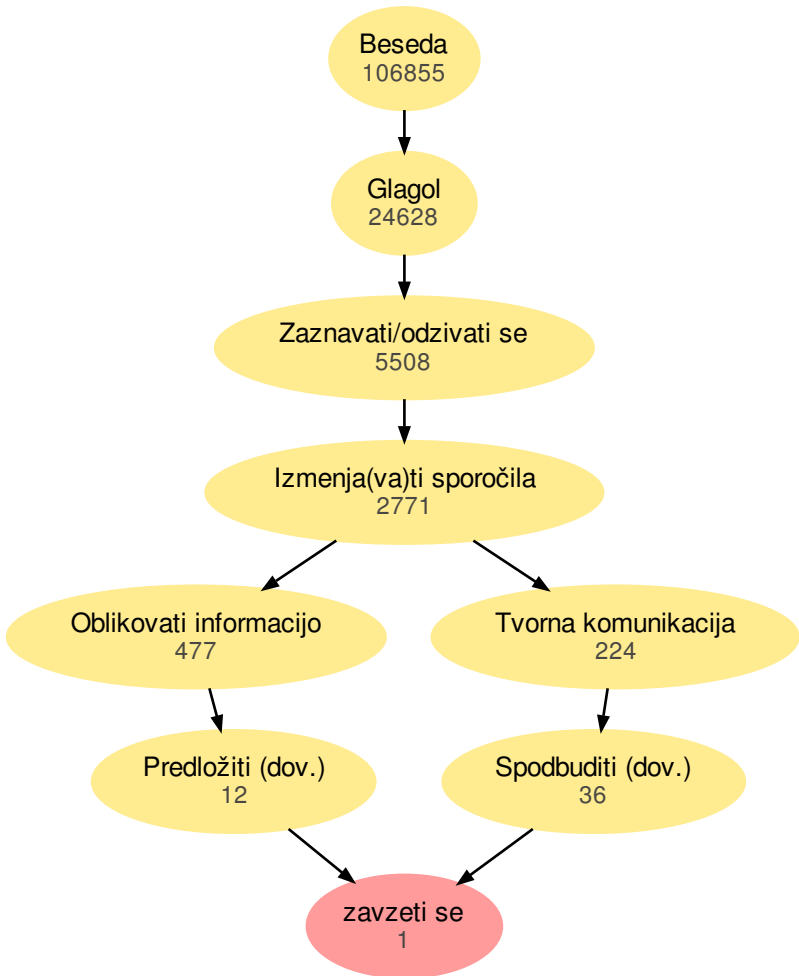 Beseda
106855
Glagol
24628
Zaznavati/odzivati se
5508
Izmenja(va)ti sporočila
2771
Oblikovati informacijo
477
Tvorna komunikacija
224
Predložiti (dov.)
12
Spodbuditi (dov.)
36
zavzeti se
1